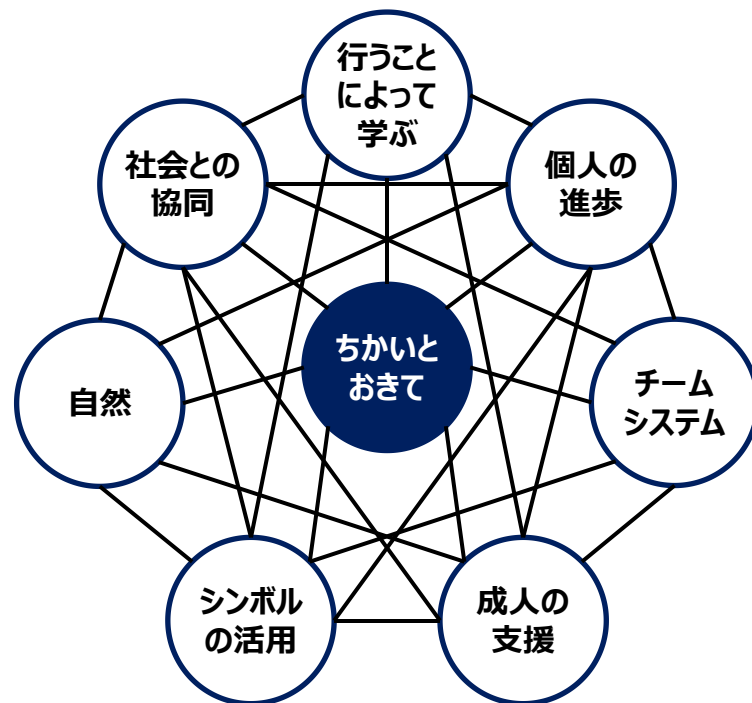 行うこと
によって
学ぶ
社会との
協同
個人の
進歩
ちかいと
おきて
自然
チーム
システム
シンボル
の活用
成人の
支援